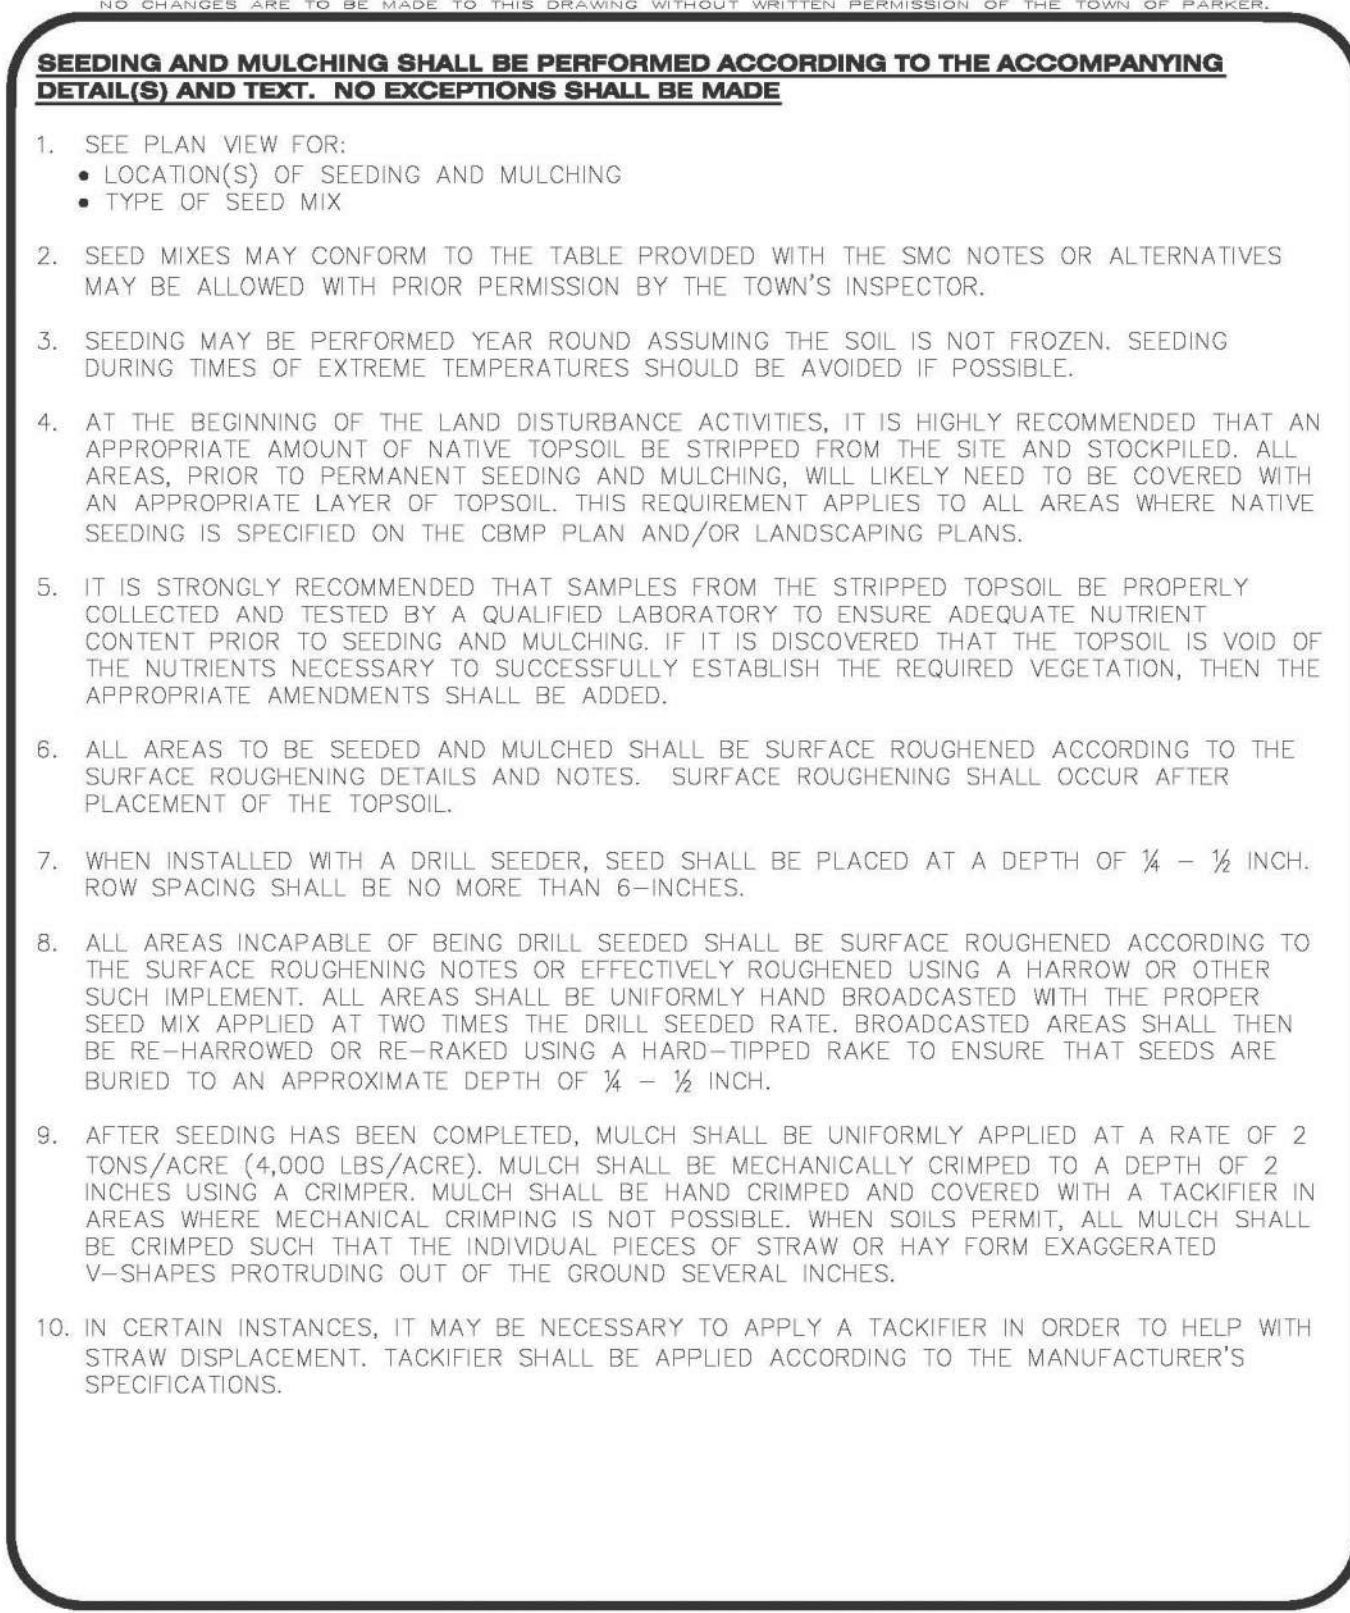 NO CHANGES ARE TO BE MADE TO THIS DRAWING WITHOUT WRITTEN PERMISSION OF THE TOWN OF PARKER.
SEEDING AND MULCHING SHALL BE PERFORMED ACCORDING TO THE ACCOMPANYING
DETAIL(S) AND TEXT. NO EXCEPTIONS SHALL BE MADE
1. SEE PLAN VIEW FOR:
• LOCATION(S) OF SEEDING AND MULCHING
• TYPE OF SEED MIX
2. SEED MIXES MAY CONFORM TO THE TABLE PROVIDED WITH THE SMC NOTES OR ALTERNATIVES
MAY BE ALLOWED WITH PRIOR PERMISSION BY THE TOWN'S INSPECTOR.
3. SEEDING MAY BE PERFORMED YEAR ROUND ASSUMING THE SOIL IS NOT FROZEN. SEEDING
DURING TIMES OF EXTREME TEMPERATURES SHOULD BE AVOIDED IF POSSIBLE.
4. AT THE BEGINNING OF THE LAND DISTURBANCE ACTIVITIES, IT IS HIGHLY RECOMMENDED THAT AN
APPROPRIATE AMOUNT OF NATIVE TOPSOIL BE STRIPPED FROM THE SITE AND STOCKPILED. ALL
AREAS, PRIOR TO PERMANENT SEEDING AND MULCHING, WILL LIKELY NEED TO BE COVERED WITH
AN APPROPRIATE LAYER OF TOPSOIL. THIS REQUIREMENT APPLIES TO ALL AREAS WHERE NATIVE
SEEDING IS SPECIFIED ON THE CBMP PLAN AND/OR LANDSCAPING PLANS.
5. IT IS STRONGLY RECOMMENDED THAT SAMPLES FROM THE STRIPPED TOPSOIL BE PROPERLY
COLLECTED AND TESTED BY A QUALIFIED LABORATORY TO ENSURE ADEQUATE NUTRIENT
CONTENT PRIOR TO SEEDING AND MULCHING. IF IT IS DISCOVERED THAT THE TOPSOIL IS VOID OF
THE NUTRIENTS NECESSARY TO SUCCESSFULLY ESTABLISH THE REQUIRED VEGETATION, THEN THE
APPROPRIATE AMENDMENTS SHALL BE ADDED.
6. ALL AREAS TO BE SEEDED AND MULCHED SHALL BE SURFACE ROUGHENED ACCORDING TO THE
SURFACE ROUGHENING DETAILS AND NOTES. SURFACE ROUGHENING SHALL OCCUR AFTER
PLACEMENT OF THE TOPSOIL.
7. WHEN INSTALLED WITH A DRILL SEEDER, SEED SHALL BE PLACED AT A DEPTH OF ¼ – ½ INCH.
ROW SPACING SHALL BE NO MORE THAN 6-INCHES.
8. ALL AREAS INCAPABLE OF BEING DRILL SEEDED SHALL BE SURFACE ROUGHENED ACCORDING TO
THE SURFACE ROUGHENING NOTES OR EFFECTIVELY ROUGHENED USING A HARROW OR OTHER
SUCH IMPLEMENT. ALL AREAS SHALL BE UNIFORMLY HAND BROADCASTED WITH THE PROPER
SEED MIX APPLIED AT TWO TIMES THE DRILL SEEDED RATE. BROADCASTED AREAS SHALL THEN
BE RE-HARROWED OR RE-RAKED USING A HARD-TIPPED RAKE TO ENSURE THAT SEEDS ARE
BURIED TO AN APPROXIMATE DEPTH OF ¼ – ½ INCH.
9. AFTER SEEDING HAS BEEN COMPLETED, MULCH SHALL BE UNIFORMLY APPLIED AT A RATE OF 2
TONS/ACRE (4,000 LBS/ACRE). MULCH SHALL BE MECHANICALLY CRIMPED TO A DEPTH OF 2
INCHES USING A CRIMPER. MULCH SHALL BE HAND CRIMPED AND COVERED WITH A TACKIFIER IN
AREAS WHERE MECHANICAL CRIMPING IS NOT POSSIBLE. WHEN SOILS PERMIT, ALL MULCH SHALL
BE CRIMPED SUCH THAT THE INDIVIDUAL PIECES OF STRAW OR HAY FORM EXAGGERATED
V-SHAPES PROTRUDING OUT OF THE GROUND SEVERAL INCHES.
10. IN CERTAIN INSTANCES, IT MAY BE NECESSARY TO APPLY A TACKIFIER IN ORDER TO HELP WITH
STRAW DISPLACEMENT. TACKIFIER SHALL BE APPLIED ACCORDING TO THE MANUFACTURER'S
SPECIFICATIONS.